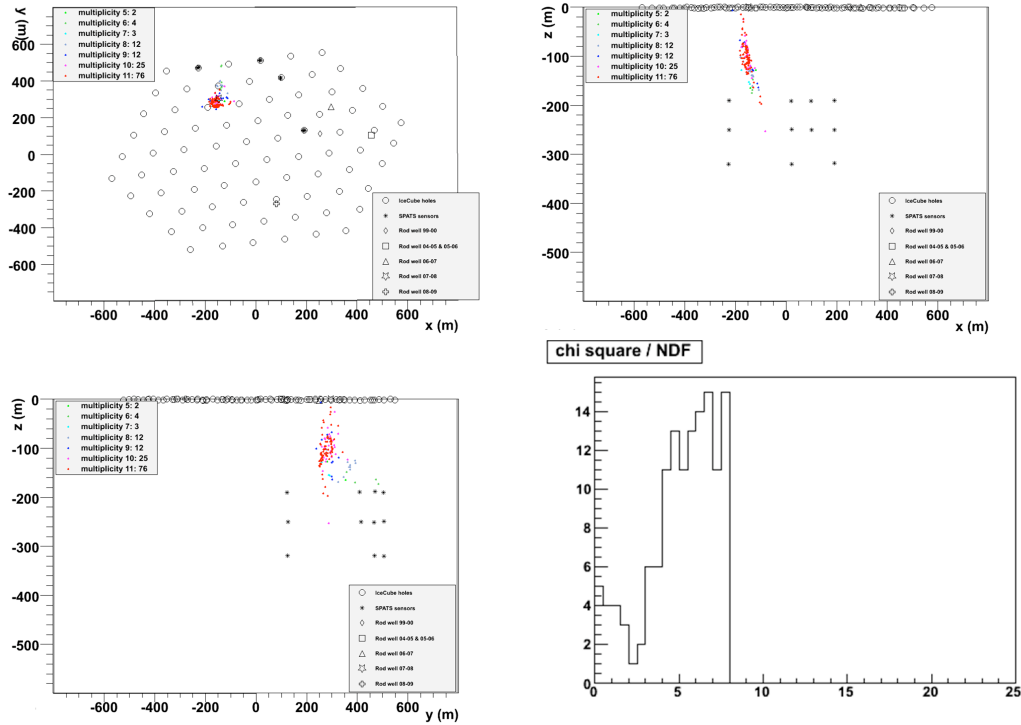 y (m)
multiplicity 5: 2
multiplicity 6: 4
multiplicity 7: 3
multiplicity 8: 12
multiplicity 9: 12
multiplicity 10: 25
multiplicity 11: 76
600
400
200
0
-200
-400
-600
IceCube holes
SPATS sensors
Rod well 99-00
Rod well 04-05 & 05-06
Rod well 06-07
Rod well 07-08
Rod well 08-09
-600 -400 -200 0 200 400 600
x (m)
z (m)
multiplicity 5: 2
multiplicity 6: 4
multiplicity 7: 3
multiplicity 8: 12
multiplicity 9: 12
multiplicity 10: 25
multiplicity 11: 76
0
-100
-200
-300
-400
-500
IceCube holes
SPATS sensors
Rod well 99-00
Rod well 04-05 & 05-06
Rod well 06-07
Rod well 07-08
Rod well 08-09
-600 -400 -200 0 200 400 600
x (m)
z (m)
multiplicity 5: 2
multiplicity 6: 4
multiplicity 7: 3
multiplicity 8: 12
multiplicity 9: 12
multiplicity 10: 25
multiplicity 11: 76
0
-100
-200
-300
-400
-500
IceCube holes
SPATS sensors
Rod well 99-00
Rod well 04-05 & 05-06
Rod well 06-07
Rod well 07-08
Rod well 08-09
-600 -400 -200 0 200 400 600
y (m)
chi square / NDF
14
12
10
8
6
4
2
0
0 5 10 15 20 25